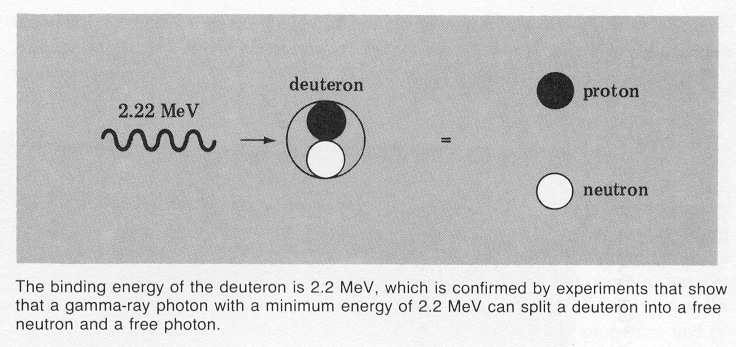 deuteron
2.22 MeV
proton
=
neutron
The binding energy of the deuteron is 2.2 MeV, which is confirmed by experiments that show
that a gamma-ray photon with a minimum energy of 2.2 MeV can split a deuteron into a free
neutron and a free photon.